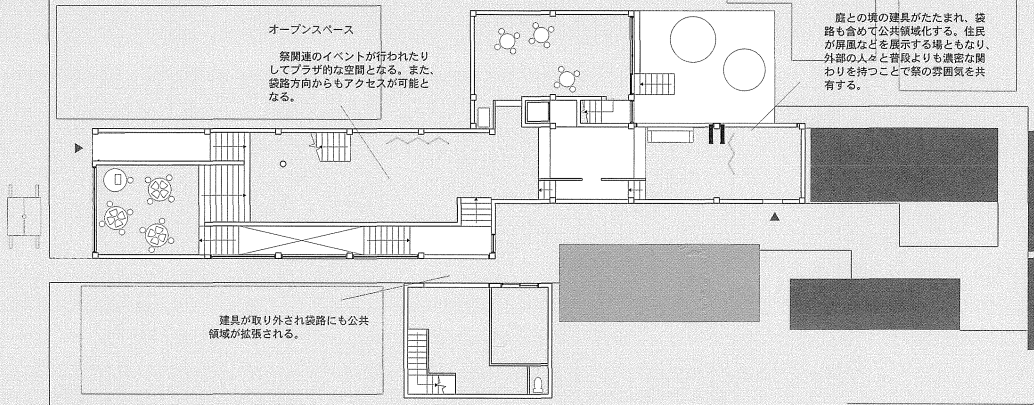 オープンスペース
祭関連のイベントが行われたり
してプラザ的な空間となる。また、
袋路方向からもアクセスが可能と
なる。
庭との境の建具がたたまれ、袋
路も含めて公共領域化する。住民
が屏風などを展示する場ともなり、
外部の人々と普段よりも濃密な関
わりを持つことで祭の雰囲気を共
有する。
建具が取り外され袋路にも公共
領域が拡張される。